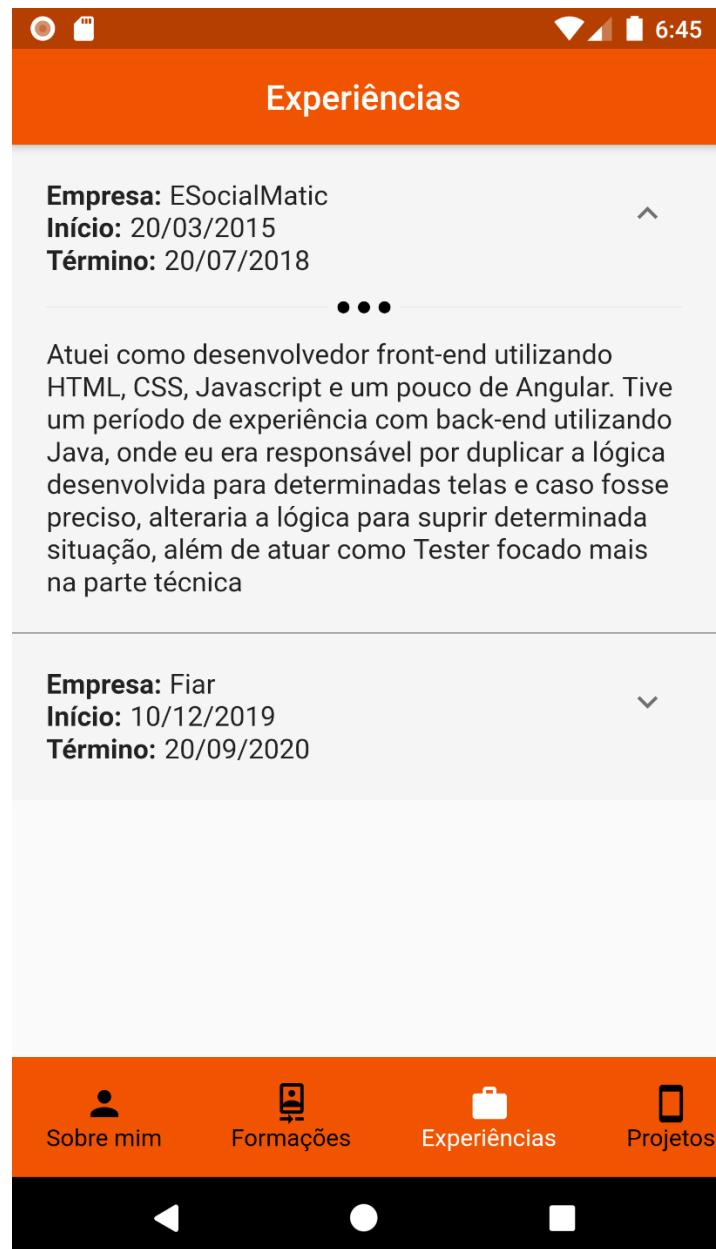 6:45
Experiências
Empresa: ESocialMatic
Início: 20/03/2015
Término: 20/07/2018
Atuei como desenvolvedor front-end utilizando
HTML, CSS, Javascript e um pouco de Angular. Tive
um período de experiência com back-end utilizando
Java, onde eu era responsável por duplicar a lógica
desenvolvida para determinadas telas e caso fosse
preciso, alteraria a lógica para suprir determinada
situação, além de atuar como Tester focado mais
na parte técnica
Empresa: Fiar
Início: 10/12/2019
Término: 20/09/2020
Sobre mim Formações Experiências Projetos